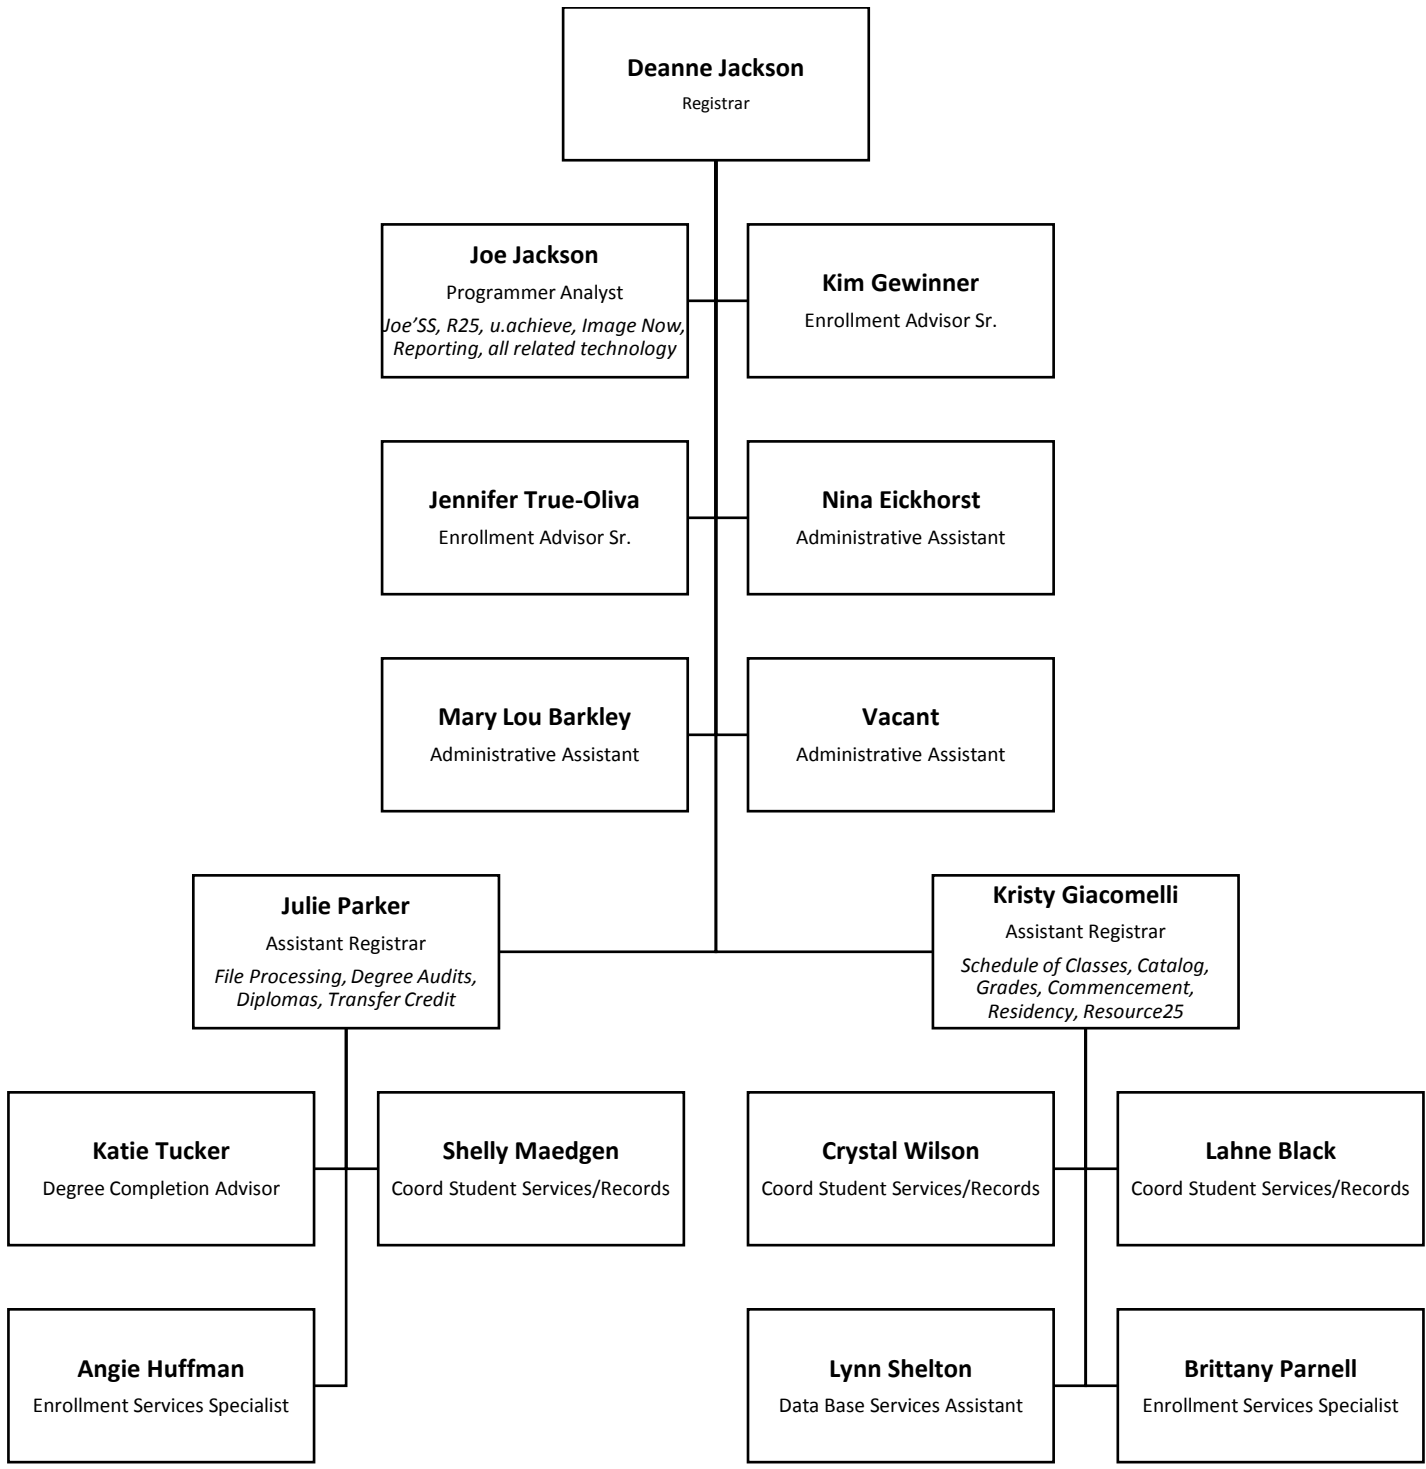 Deanne Jackson
Registrar
Joe Jackson
Programmer Analyst
Joe’SS, R25, u.achieve, Image Now,
Reporting, all related technology
Kim Gewinner
Enrollment Advisor Sr.
Jennifer True-Oliva
Enrollment Advisor Sr.
Nina Eickhorst
Administrative Assistant
Mary Lou Barkley
Administrative Assistant
Vacant
Administrative Assistant
Julie Parker
Assistant Registrar
File Processing, Degree Audits,
Diplomas, Transfer Credit
Kristy Giacomelli
Assistant Registrar
Schedule of Classes, Catalog,
Grades, Commencement,
Residency, Resource25
Katie Tucker
Degree Completion Advisor
Shelly Maedgen
Coord Student Services/Records
Crystal Wilson
Coord Student Services/Records
Lahne Black
Coord Student Services/Records
Angie Huffman
Enrollment Services Specialist
Lynn Shelton
Data Base Services Assistant
Brittany Parnell
Enrollment Services Specialist